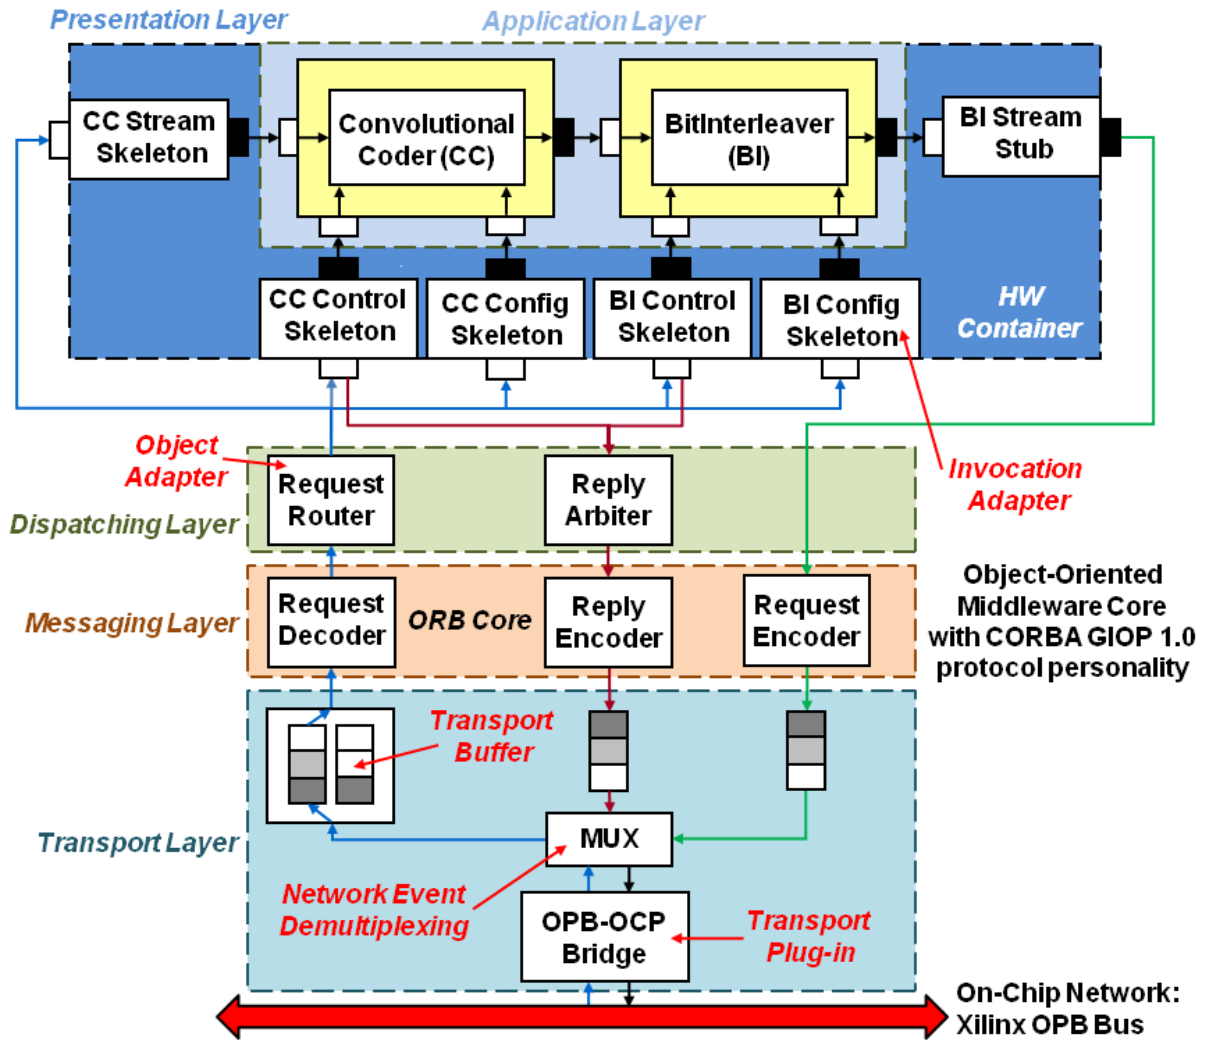 Presentation Layer
Application Layer
CC Stream
Skeleton
Convolutional
Coder (CC)
BitInterleaver
(BI)
BI Stream
Stub
CC Control
Skeleton
CC Config
Skeleton
BI Control
Skeleton
BI Config
Skeleton
HW
Container
Object
Adapter
Request
Router
Reply
Arbiter
Invocation
Adapter
Dispatching Layer
Messaging Layer
Request
Decoder
ORB Core
Reply
Encoder
Request
Encoder
Object-Oriented
Middleware Core
with CORBA GIOP 1.0
protocol personality
Transport
Buffer
Transport Layer
MUX
Network Event
Demultiplexing
OPB-OCP
Bridge
Transport
Plug-in
On-Chip Network:
Xilinx OPB Bus